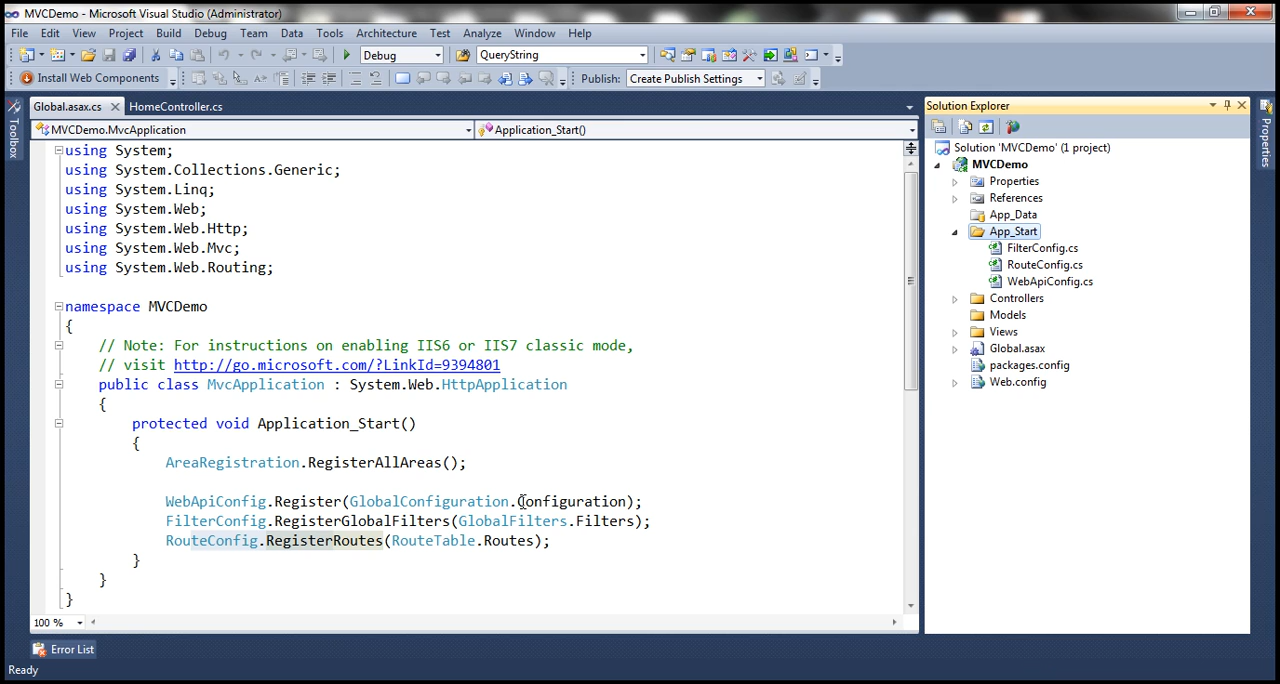 MVCDemo - Microsoft Visual Studio (Administrator)
File Edit View Project Build Debug Team Data Tools Architecture Test Analyze Window Help
Debug QueryString
Install Web Components Publish: Create Publish Settings
Global.asax.cs HomeController.cs
MVCDemo.MvcApplication Application_Start()
Toolbox
using System;
using System.Collections.Generic;
using System.Linq;
using System.Web;
using System.Web.Http;
using System.Web.Mvc;
using System.Web.Routing;
namespace MVCDemo
{
// Note: For instructions on enabling IIS6 or IIS7 classic mode,
// visit http://go.microsoft.com/?LinkId=9394801
public class MvcApplication : System.Web.HttpApplication
{
protected void Application_Start()
{
AreaRegistration.RegisterAllAreas();
WebApiConfig.Register(GlobalConfiguration.Configuration);
FilterConfig.RegisterGlobalFilters(GlobalFilters.Filters);
RouteConfig.RegisterRoutes(RouteTable.Routes);
}
}
}
100 %
Solution Explorer
Solution 'MVCDemo' (1 project)
MVCDemo
Properties
References
App_Data
App_Start
FilterConfig.cs
RouteConfig.cs
WebApiConfig.cs
Controllers
Models
Views
Global.asax
packages.config
Web.config
Properties
Error List
Ready